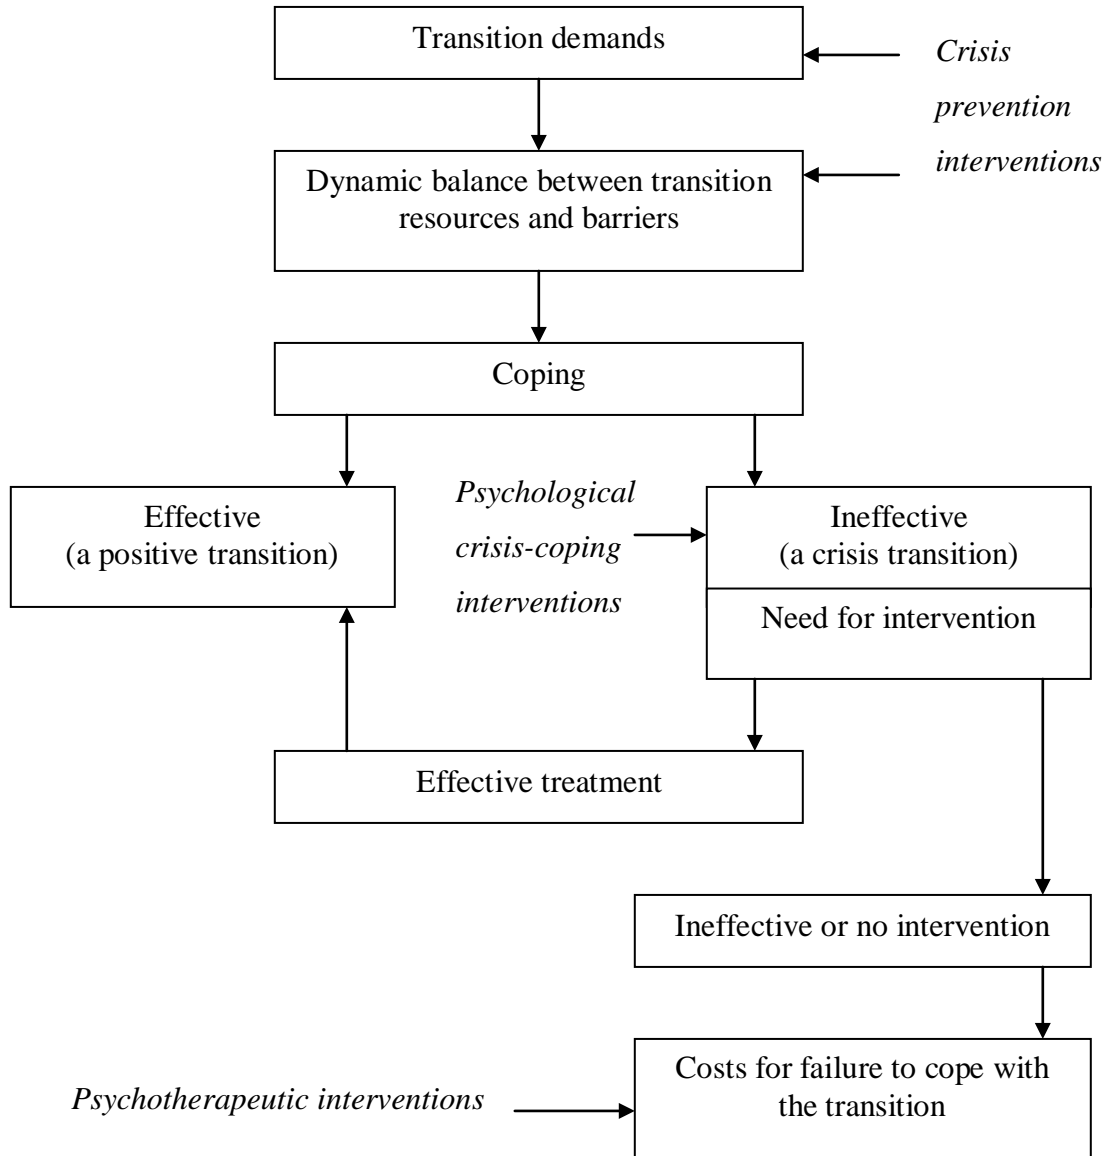 Transition demands
Crisis
prevention
interventions
Dynamic balance between transition
resources and barriers
Coping
Effective
(a positive transition)
Psychological
crisis-coping
interventions
Ineffective
(a crisis transition)
Need for intervention
Effective treatment
Ineffective or no intervention
Costs for failure to cope with
the transition
Psychotherapeutic interventions